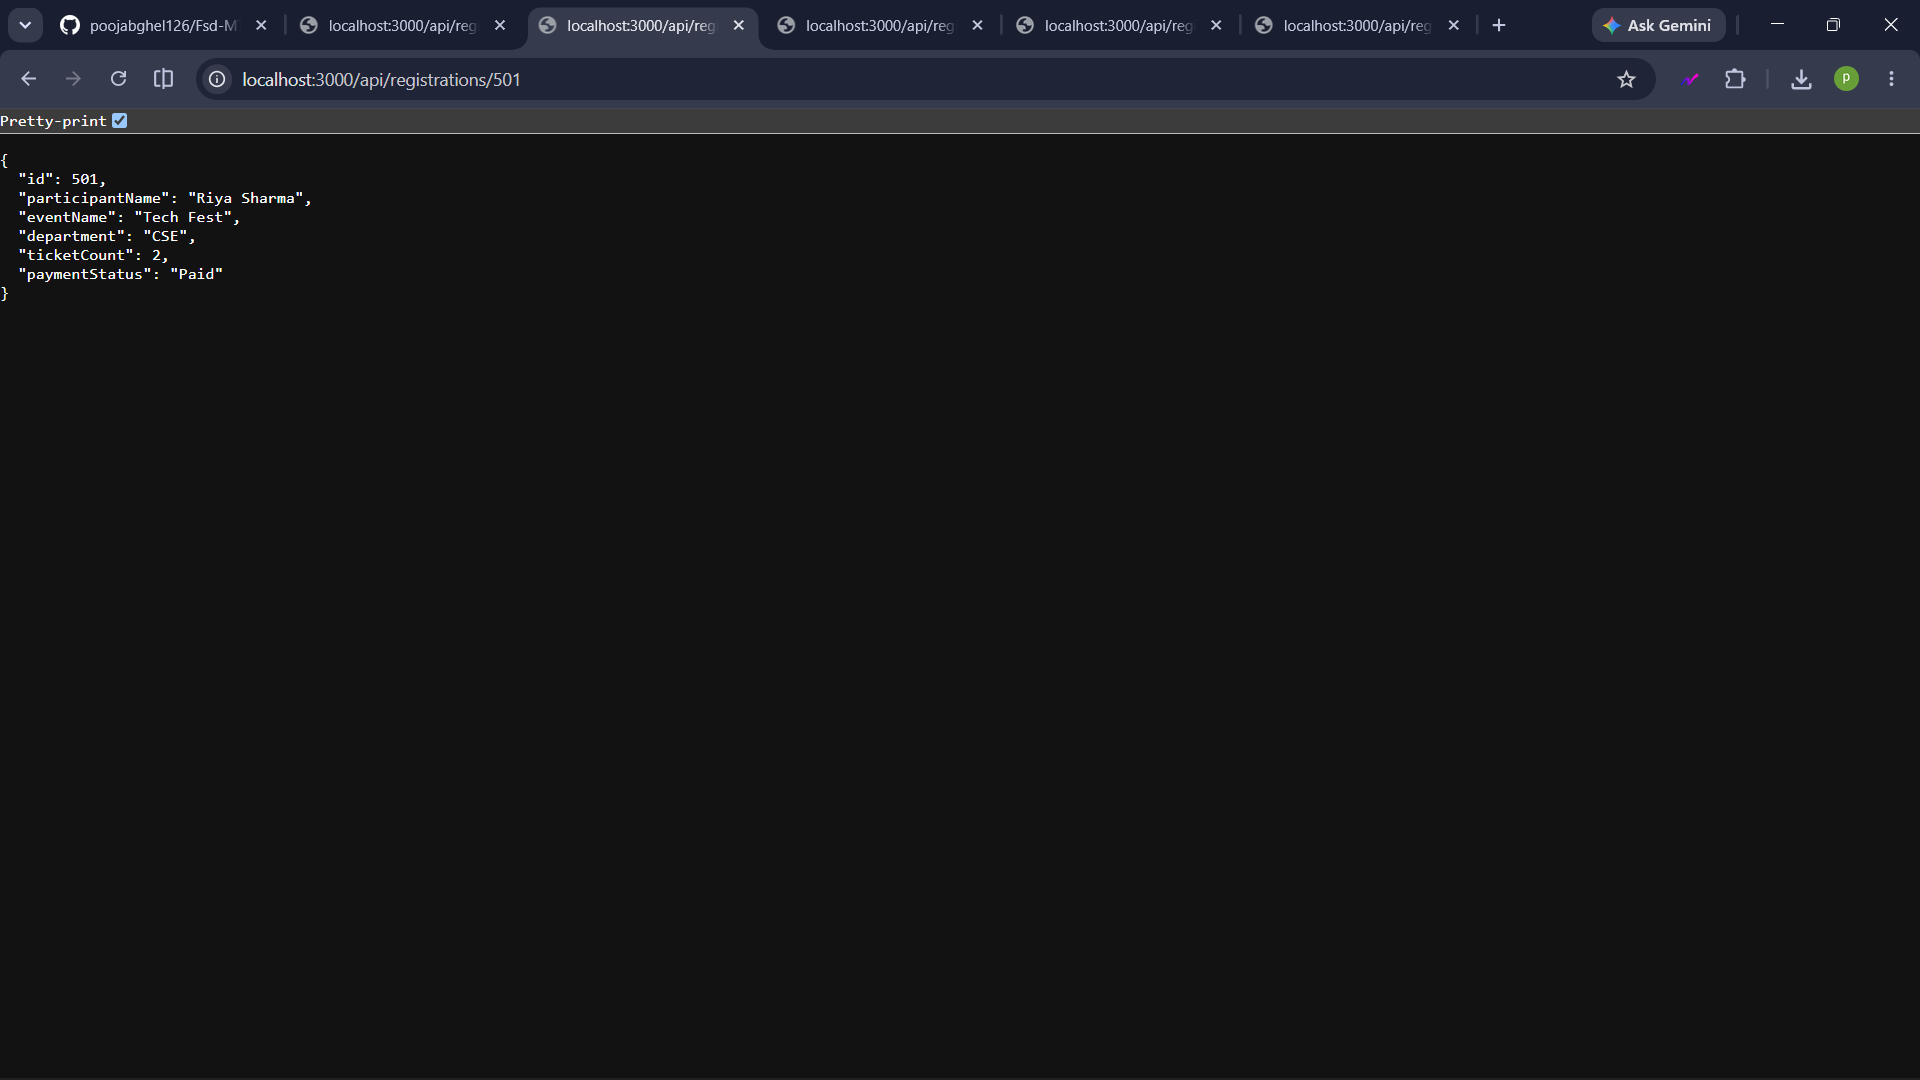 poojabghel126/Fsd-M
localhost:3000/api/reg
localhost:3000/api/reg
localhost:3000/api/reg
localhost:3000/api/reg
localhost:3000/api/reg
Ask Gemini
localhost:3000/api/registrations/501
P
Pretty-print
{
"id": 501,
"participantName": "Riya Sharma",
"eventName": "Tech Fest",
"department": "CSE",
"ticketCount": 2,
"paymentStatus": "Paid"
}